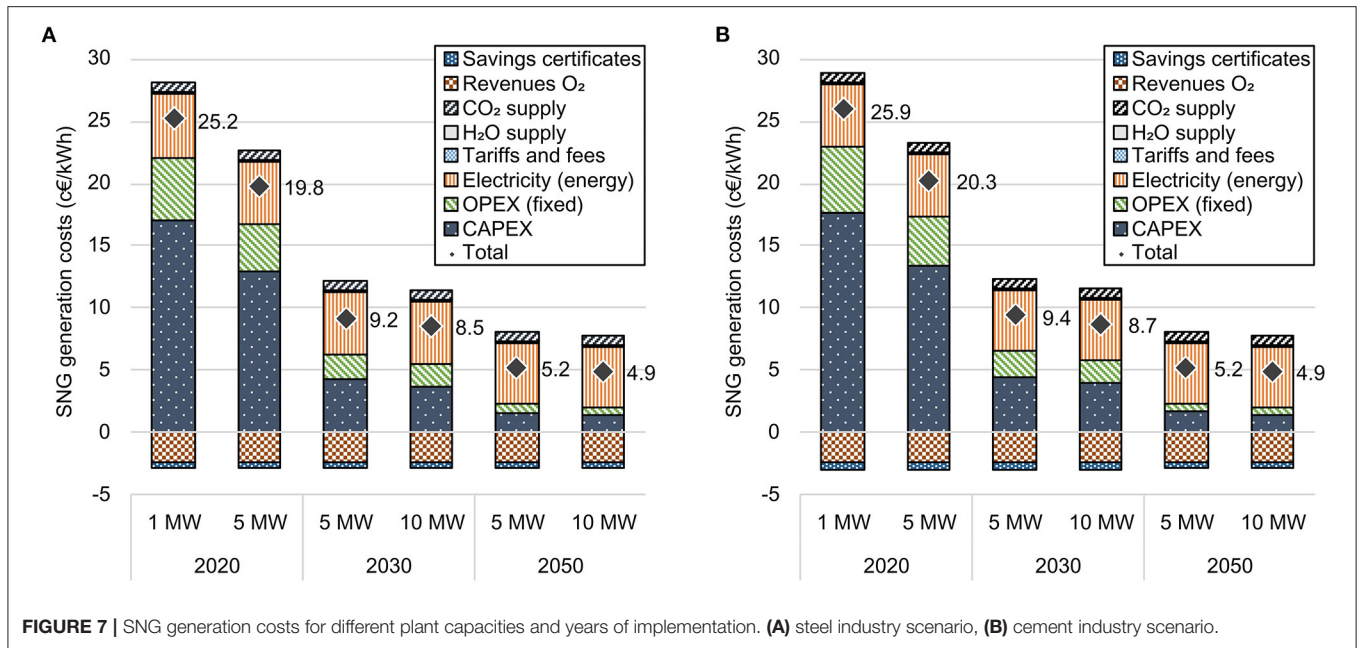 A
SNG generation costs (c€/kWh)
30
25
20
15
10
5
0
-5
Savings certificates
Revenues O₂
CO₂ supply
H₂O supply
Tariffs and fees
Electricity (energy)
OPEX (fixed)
CAPEX
Total
25.2
19.8
9.2
8.5
5.2
4.9
1 MW 5 MW 5 MW 10 MW 5 MW 10 MW
2020 2030 2050
B
SNG generation costs (c€/kWh)
30
25
20
15
10
5
0
-5
Savings certificates
Revenues O₂
CO₂ supply
H₂O supply
Tariffs and fees
Electricity (energy)
OPEX (fixed)
CAPEX
Total
25.9
20.3
9.4
8.7
5.2
4.9
1 MW 5 MW 5 MW 10 MW 5 MW 10 MW
2020 2030 2050
FIGURE 7 | SNG generation costs for different plant capacities and years of implementation. (A) steel industry scenario, (B) cement industry scenario.